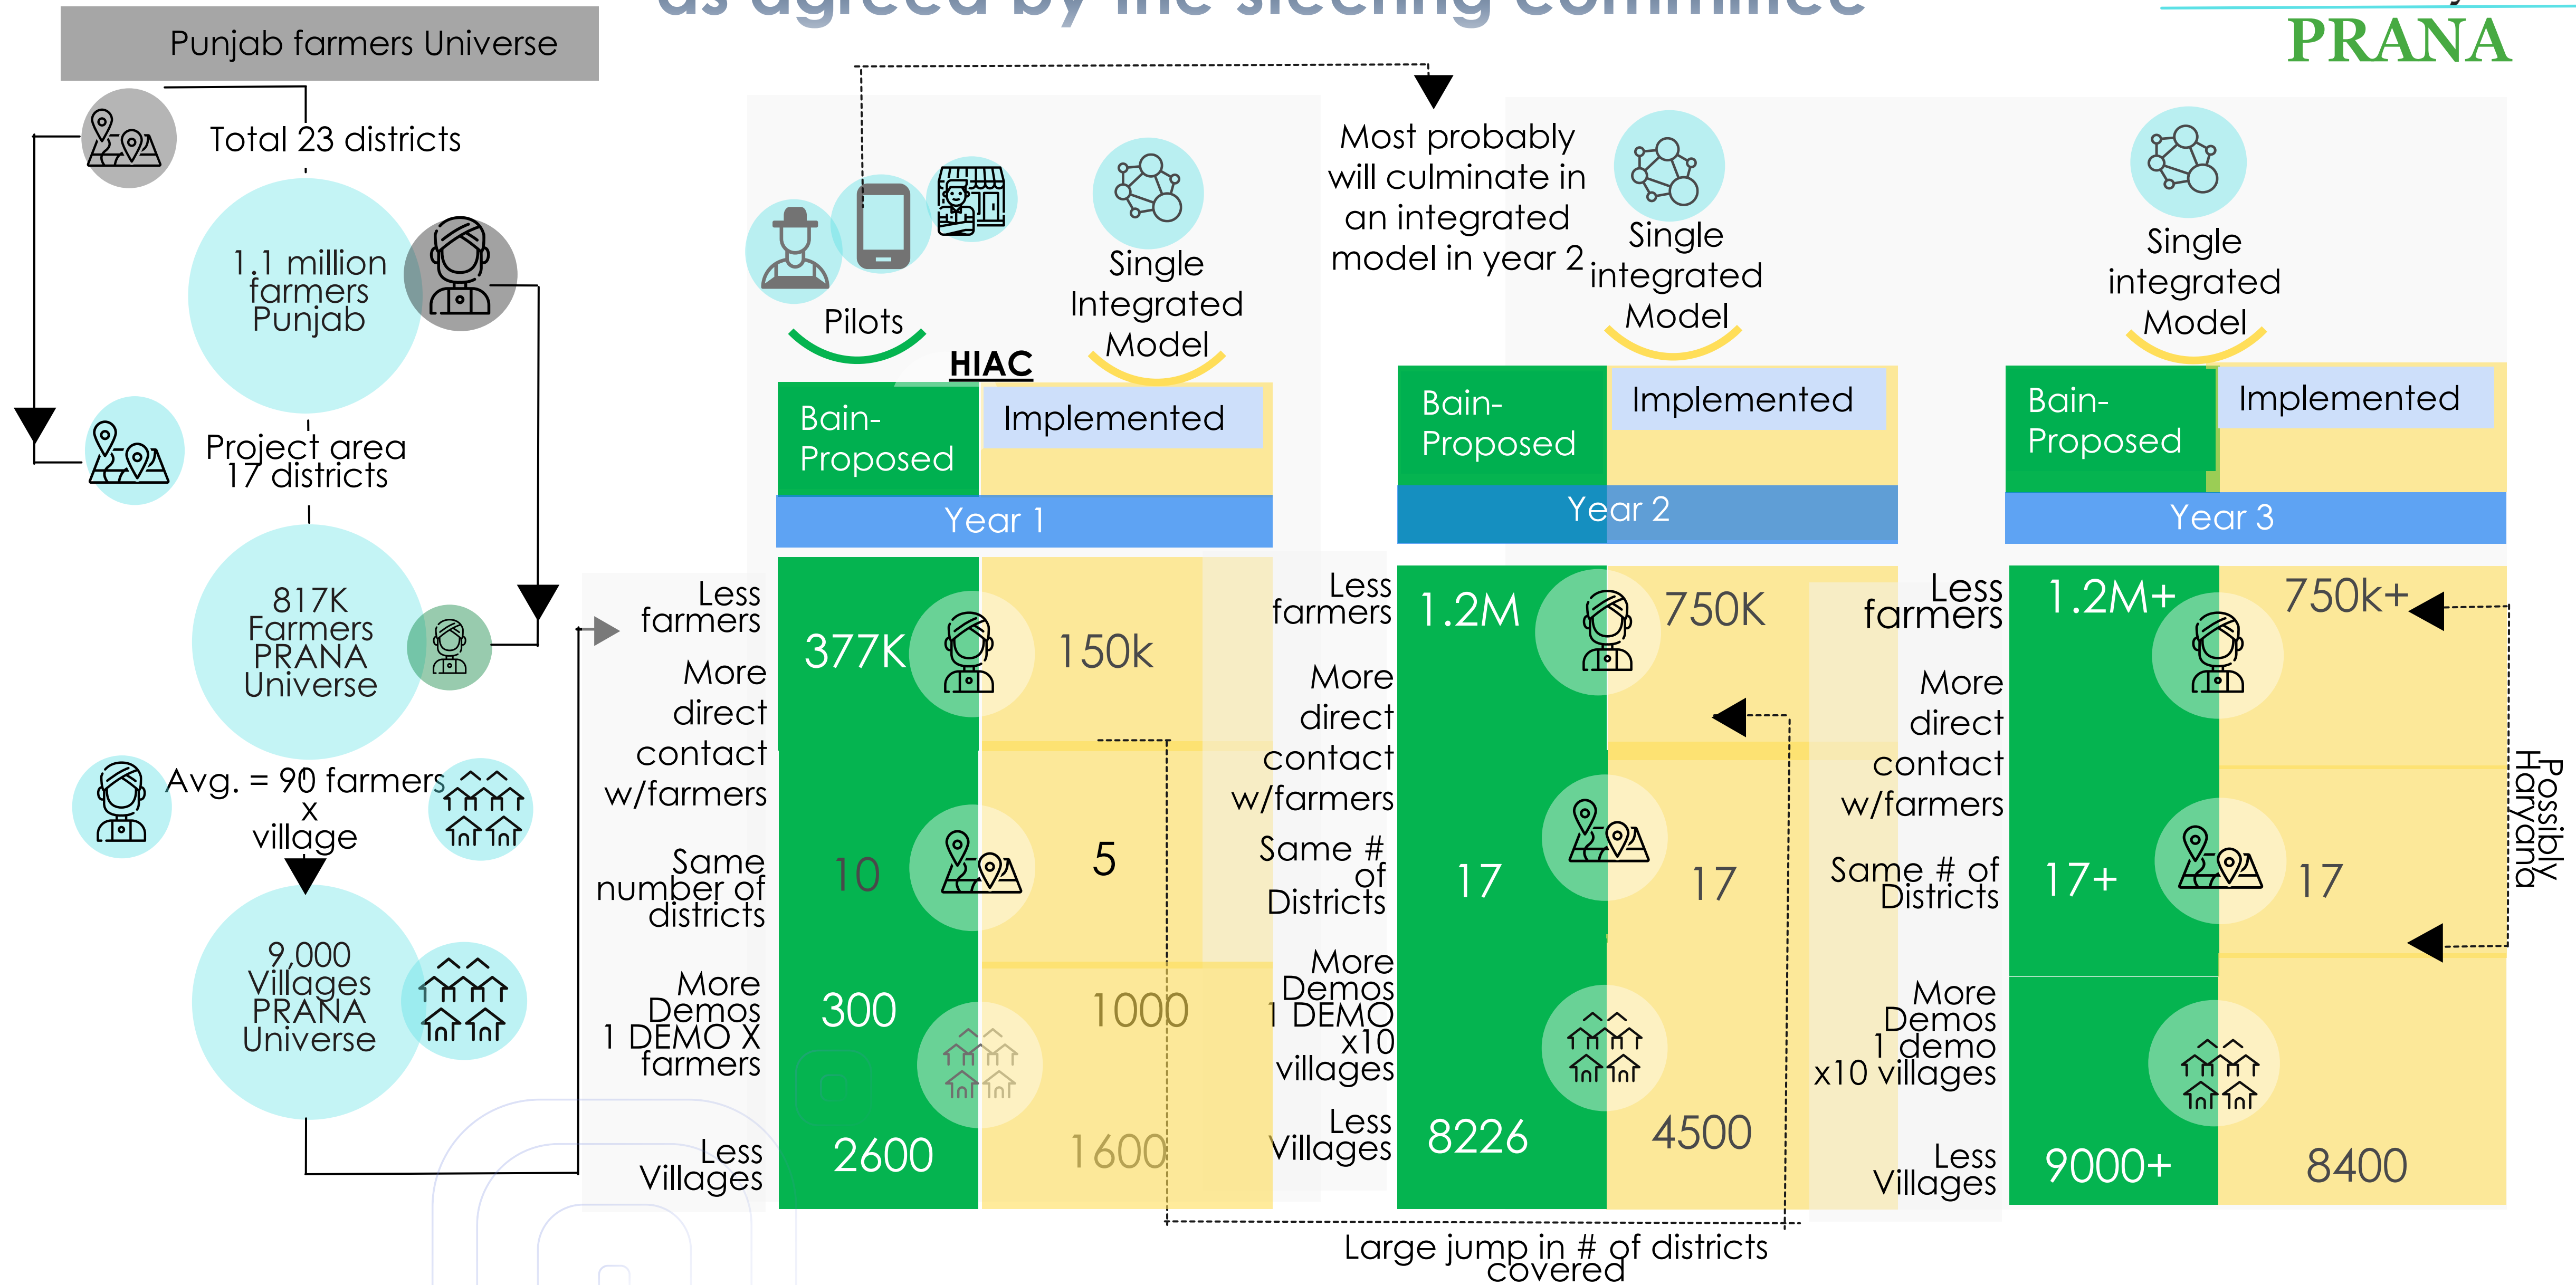 as agreed by the steering committee
PRANA
Punjab farmers Universe
Total 23 districts
1.1 million
farmers
Punjab
Project area
17 districts
817K
Farmers
PRANA
Universe
Avg. = 90 farmers
x
village
9,000
Villages
PRANA
Universe
Pilots
HIAC
Single
Integrated
Model
Most probably
will culminate in
an integrated
model in year 2
Single
integrated
Model
Single
integrated
Model
Bain-
Proposed
Implemented
Year 1
Bain-
Proposed
Implemented
Year 2
Bain-
Proposed
Implemented
Year 3
Less
farmers
377K
150k
More
direct
contact
w/farmers
Same
number of
districts
10
5
More
Demos
1 DEMO X
farmers
300
1000
Less
Villages
2600
1600
Less
farmers
1.2M
750K
More
direct
contact
w/farmers
Same #
of
Districts
17
17
More
Demos
1 DEMO
x10
villages
Less
Villages
8226
4500
Less
farmers
1.2M+
750k+
More
direct
contact
w/farmers
Same # of
Districts
17+
17
More
Demos
1 demo
x10 villages
Less
Villages
9000+
8400
Possibly
Haryana
Large jump in # of districts
covered